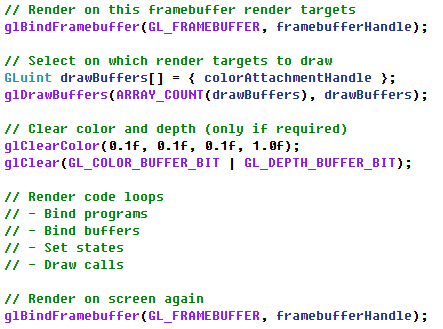 // Render on this framebuffer render targets
glBindFramebuffer(GL_FRAMEBUFFER, framebufferHandle);
// Select on which render targets to draw
GLuint drawBuffers[] = { colorAttachmentHandle };
glDrawBuffers(ARRAY_COUNT(drawBuffers), drawBuffers);
// Clear color and depth (only if required)
glClearColor(0.1f, 0.1f, 0.1f, 1.0f);
glClear(GL_COLOR_BUFFER_BIT | GL_DEPTH_BUFFER_BIT);
// Render code loops
// - Bind programs
// - Bind buffers
// - Set states
// - Draw calls
// Render on screen again
glBindFramebuffer(GL_FRAMEBUFFER, framebufferHandle);